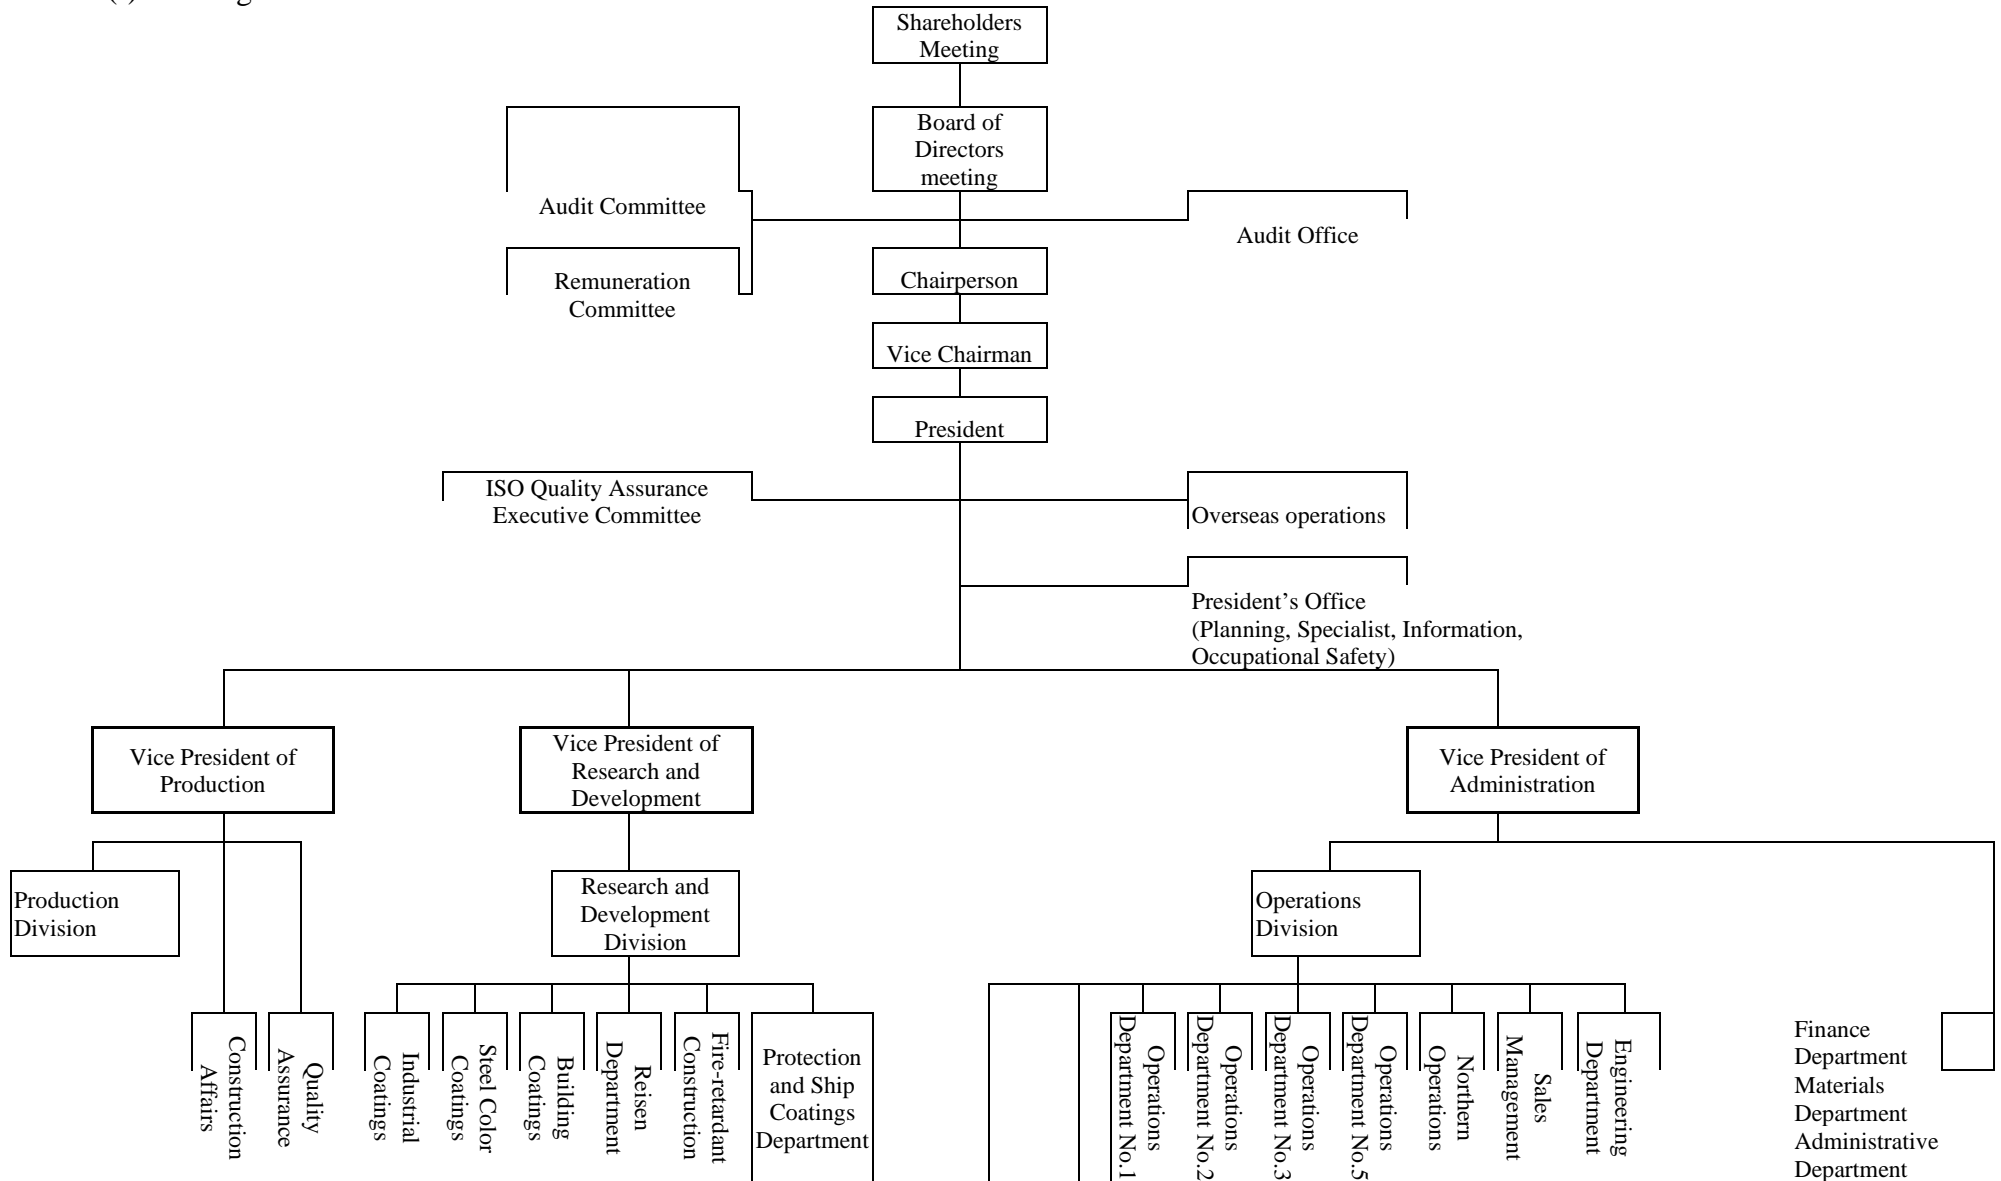 Shareholders
Meeting
Board of
Directors
meeting
Audit Committee
Audit Office
Remuneration
Committee
Chairperson
Vice Chairman
President
ISO Quality Assurance
Executive Committee
Overseas operations
President’s Office
(Planning, Specialist, Information,
Occupational Safety)
Vice President of
Production
Vice President of
Research and
Development
Vice President of
Administration
Production
Division
Research and
Development
Division
Operations
Division
Construction
Affairs
Quality
Assurance
Industrial
Coatings
Steel Color
Coatings
Building
Coatings
Reisen
Department
Fire-retardant
Construction
Protection
and Ship
Coatings
Department
Operations
Department No.1
Operations
Department No.2
Operations
Department No.3
Operations
Department No.5
Northern
Operations
Sales
Management
Engineering
Department
Finance
Department
Materials
Department
Administrative
Department